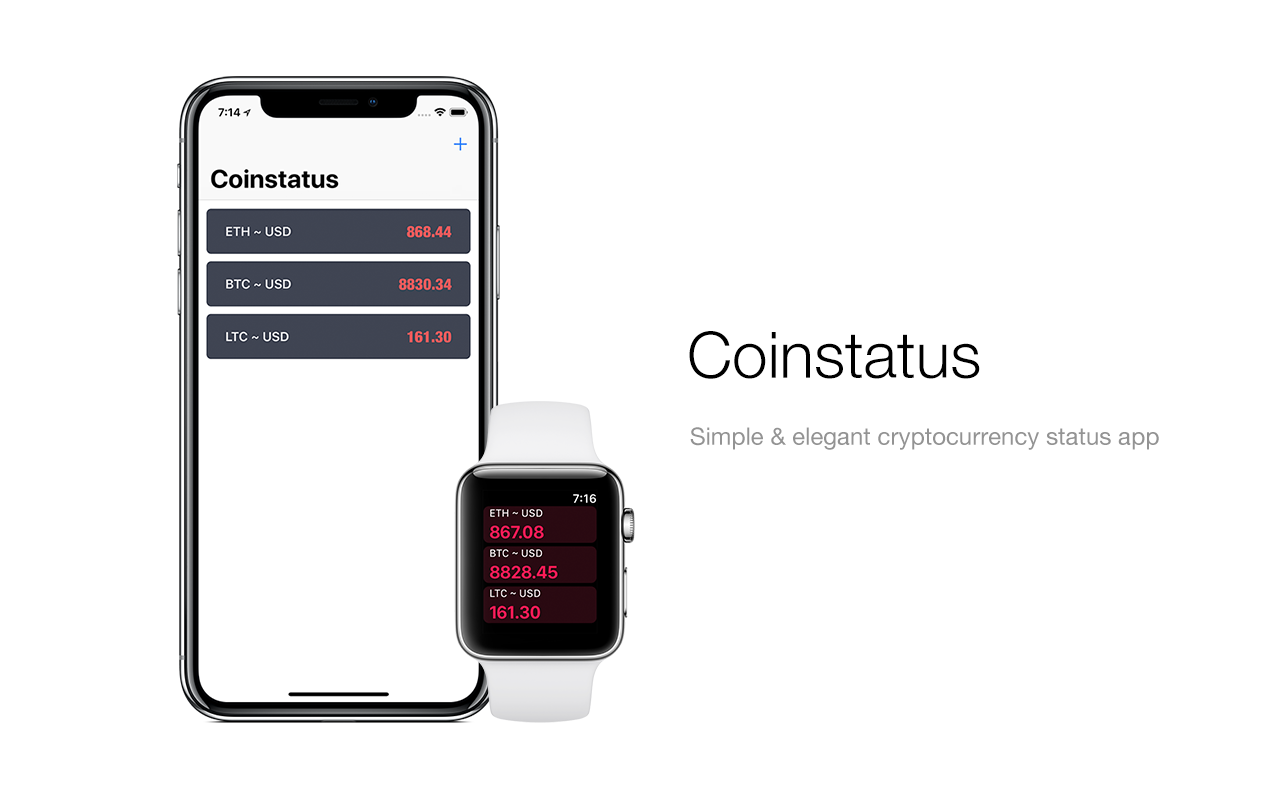 7:14
Coinstatus
ETH ~ USD 868.44
BTC ~ USD 8830.34
LTC ~ USD 161.30
7:16
ETH ~ USD
867.08
BTC ~ USD
8828.45
LTC ~ USD
161.30
Coinstatus
Simple & elegant cryptocurrency status app